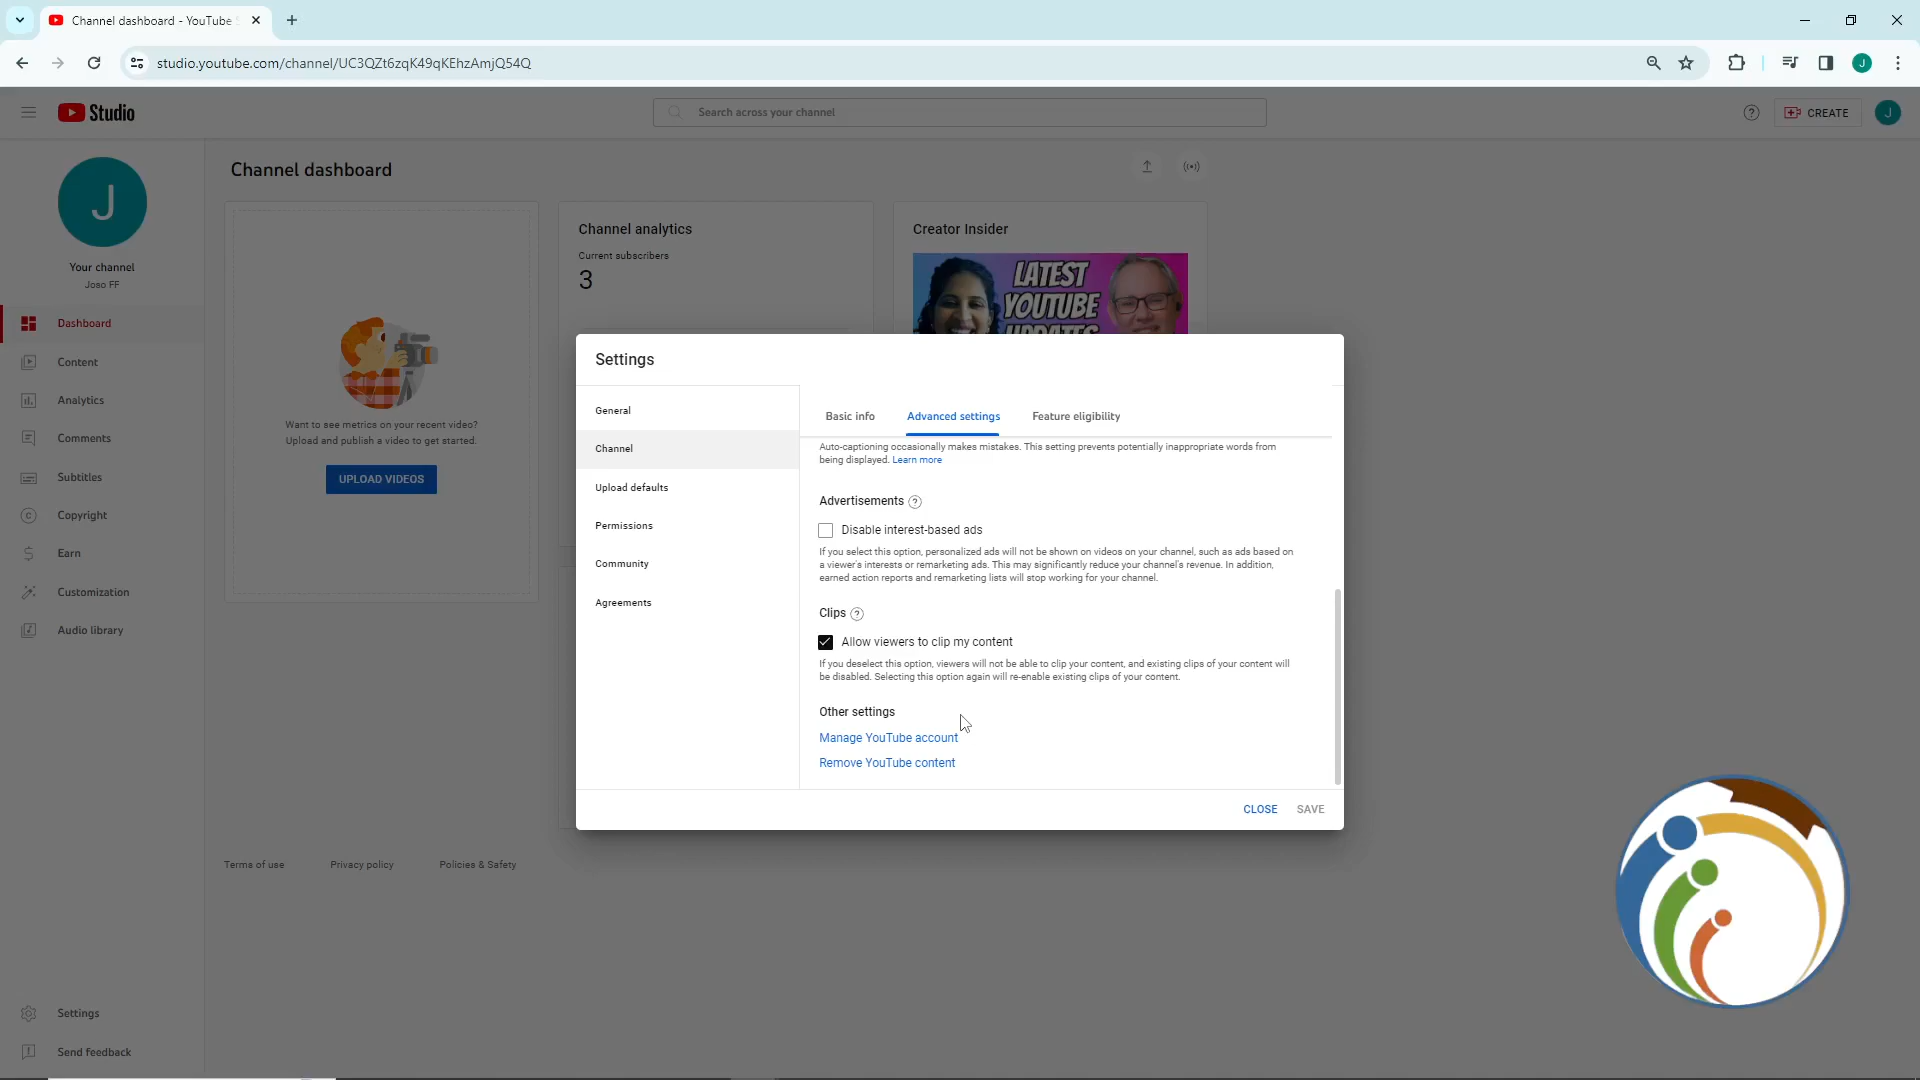 Channel dashboard - YouTube
studio.youtube.com/channel/UC3QZt6zqK49qKEhzAmjQ54Q
J
Studio
Search across your channel
CREATE
J
J
Your channel
Joso FF
Dashboard
Content
Analytics
Comments
Subtitles
Copyright
Earn
Customization
Audio library
Settings
Send feedback
Channel dashboard
Want to see metrics on your recent video?
Upload and publish a video to get started.
UPLOAD VIDEOS
Channel analytics
Current subscribers
3
Creator Insider
LATEST
YOUTUBE
UPDATES
Settings
General
Channel
Upload defaults
Permissions
Community
Agreements
Basic info
Advanced settings
Feature eligibility
Auto-captioning occasionally makes mistakes. This setting prevents potentially inappropriate words from
being displayed. Learn more
Advertisements
Disable interest-based ads
If you select this option, personalized ads will not be shown on videos on your channel, such as ads based on
a viewer's interests or remarketing ads. This may significantly reduce your channel's revenue. In addition,
earned action reports and remarketing lists will stop working for your channel.
Clips
Allow viewers to clip my content
If you deselect this option, viewers will not be able to clip your content, and existing clips of your content will
be disabled. Selecting this option again will re-enable existing clips of your content.
Other settings
Manage YouTube account
Remove YouTube content
CLOSE
SAVE
Terms of use
Privacy policy
Policies & Safety